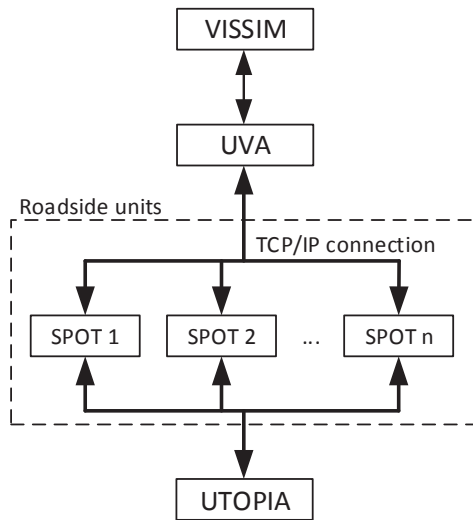 VISSIM
UVA
Roadside units
TCP/IP connection
SPOT 1
SPOT 2
...
SPOT n
UTOPIA